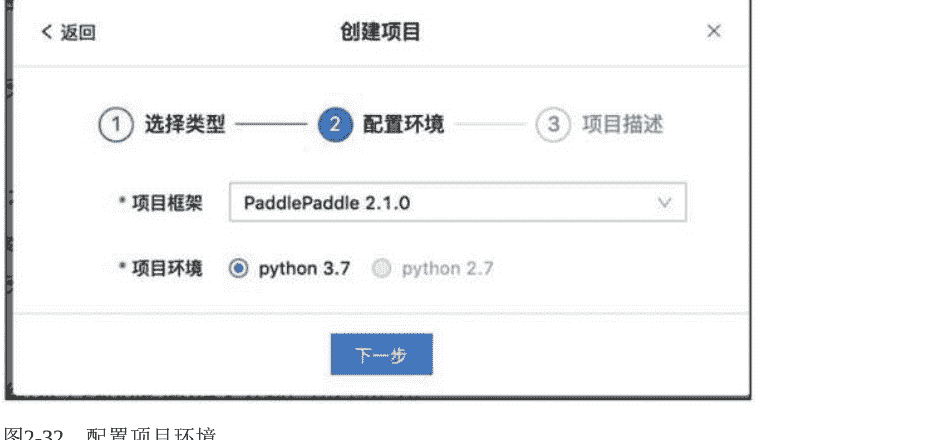 < 返回 创建项目 ×
1 选择类型 2 配置环境 3 项目描述
* 项目框架 PaddlePaddle 2.1.0
* 项目环境 python 3.7 python 2.7
下一步
图2-32 配置项目环境